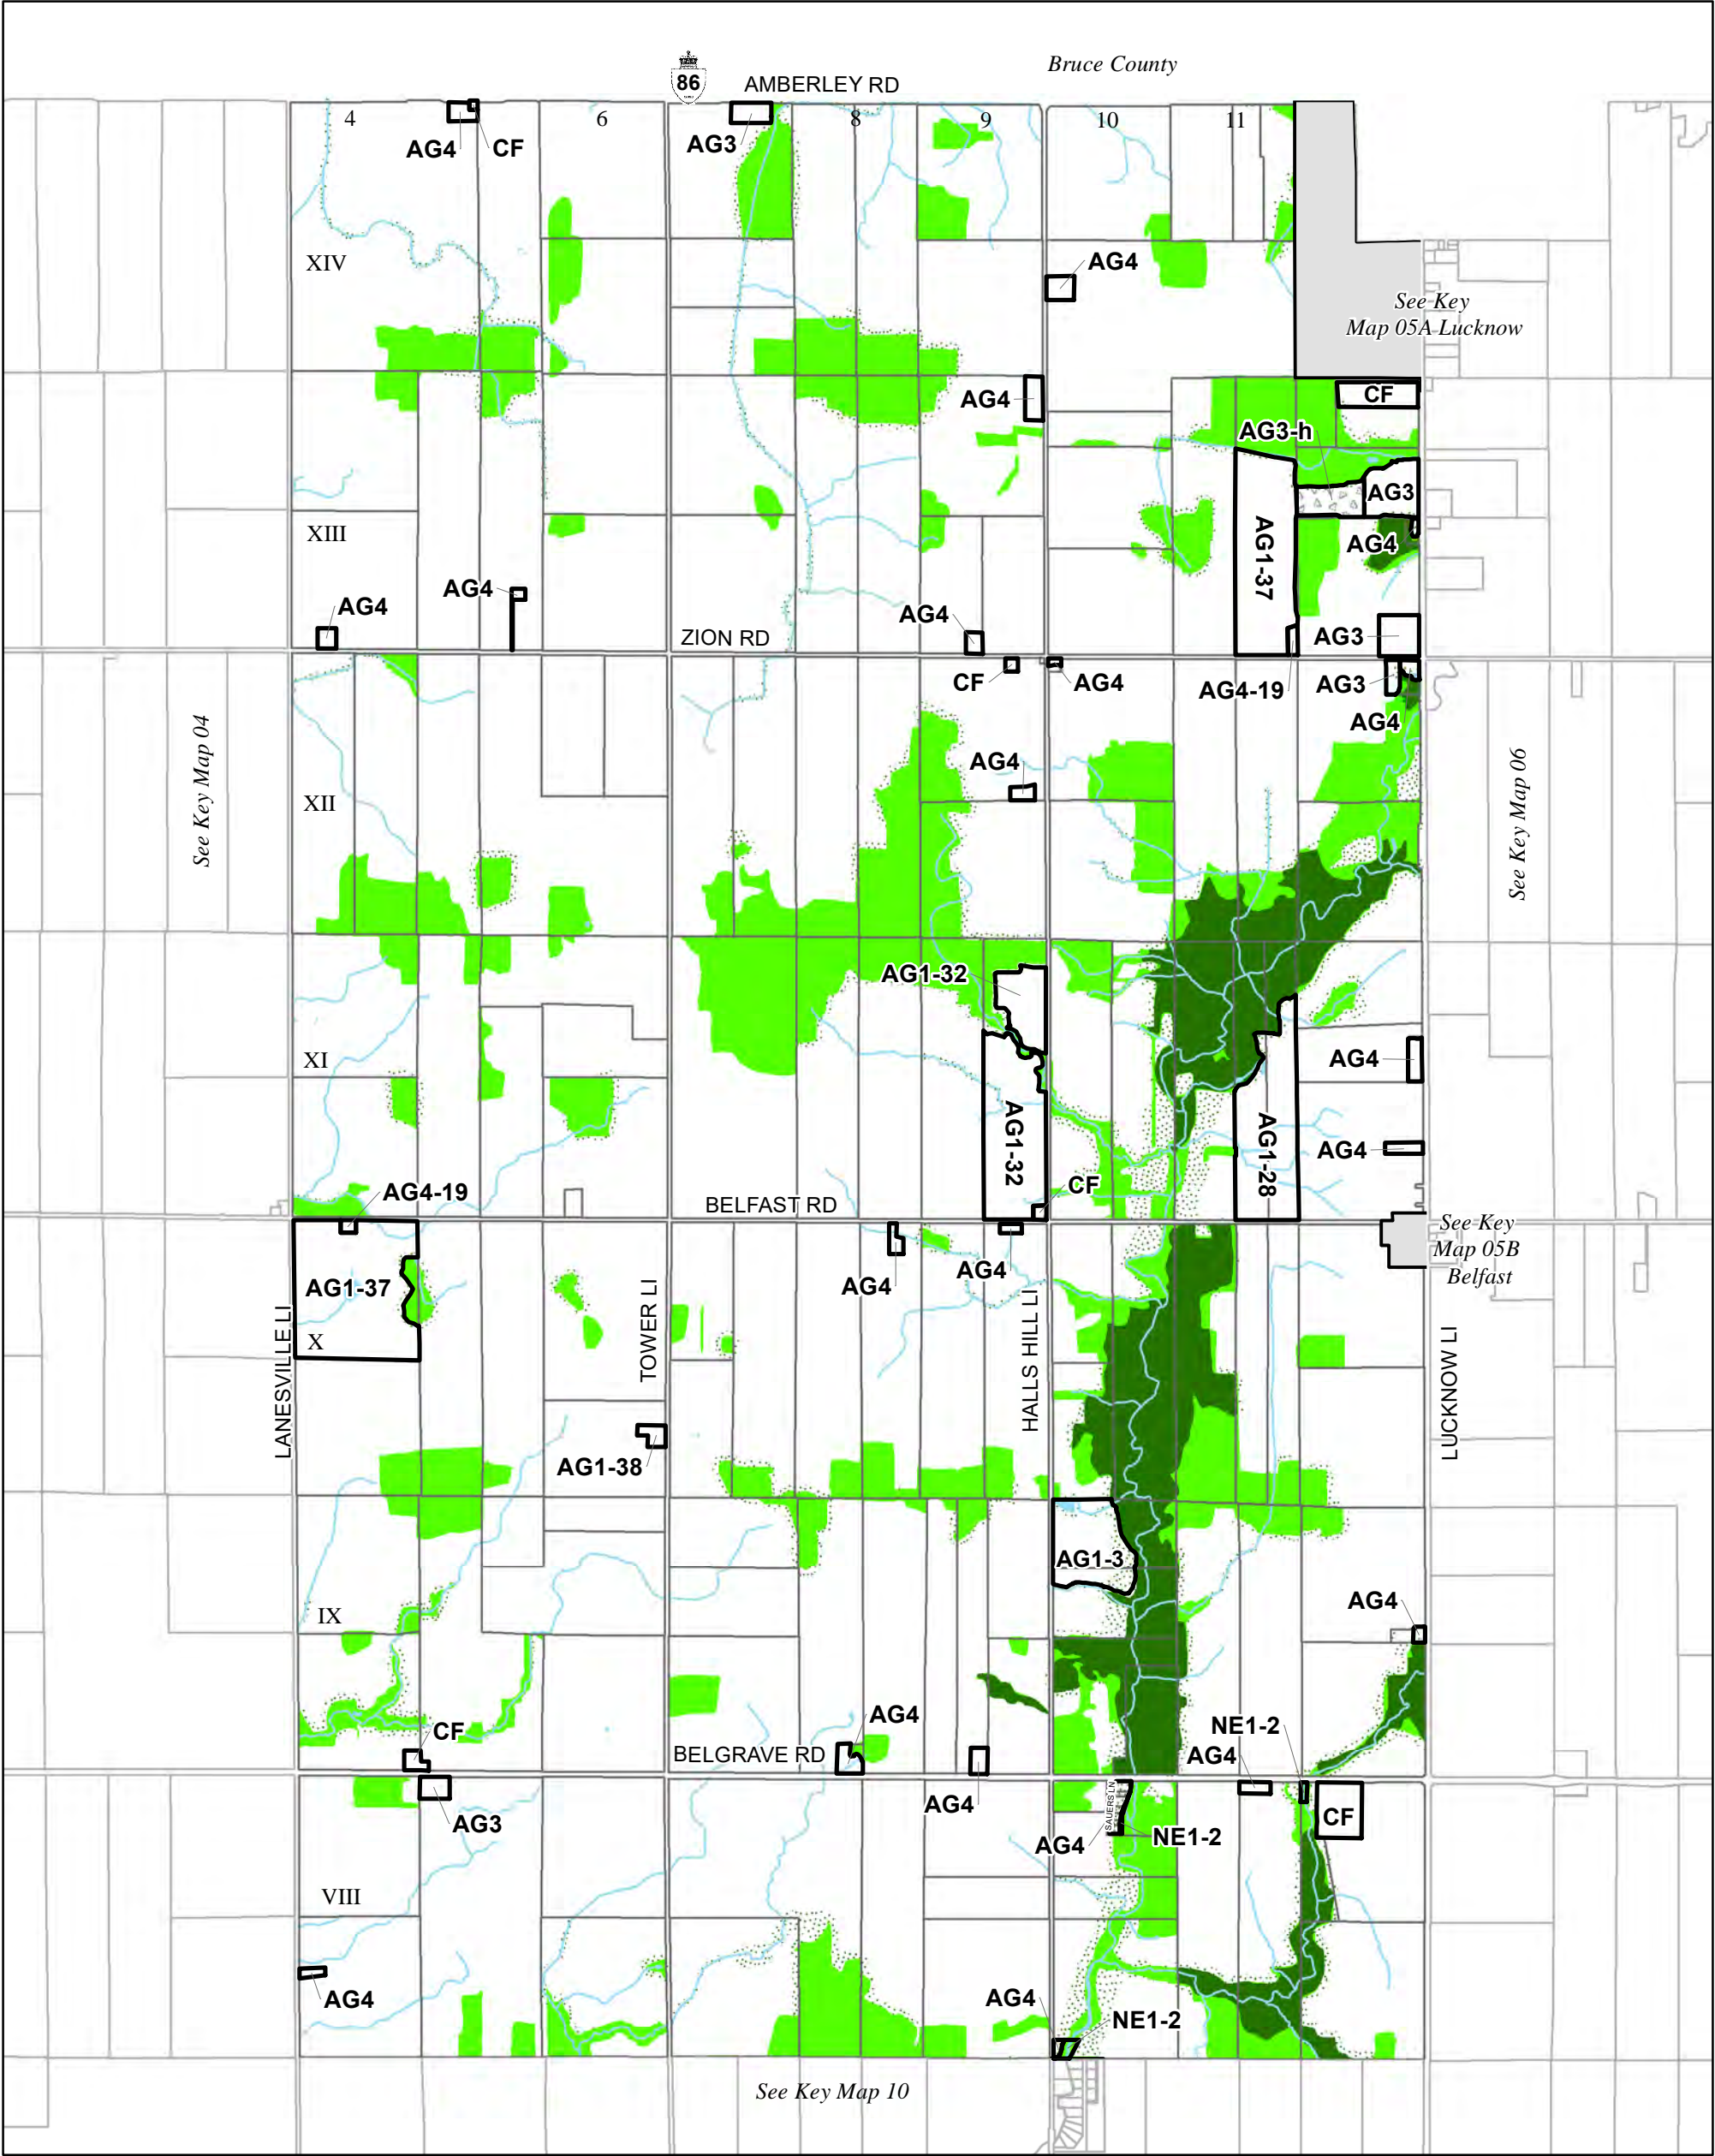 Bruce County
86
AMBERLEY RD
4
6
8
9
10
11
AG4
CF
AG3
XIV
AG4
See Key
Map 05A Lucknow
AG4
CF
AG3-h
AG3
AG1-37
XIII
AG4
AG4
AG4
AG4
ZION RD
AG3
CF
AG4
AG4-19
AG3
AG4
See Key Map 04
AG4
See Key Map 06
XII
AG1-32
XI
AG4
AG1-32
AG1-28
AG4
AG4-19
BELFAST RD
CF
See Key
Map 05B
Belfast
AG4
AG4
AG1-37
X
LANESVILLE LI
TOWER LI
HALLS HILL LI
LUCKNOW LI
AG1-38
AG1-3
IX
AG4
AG4
CF
NE1-2
BELGRAVE RD
AG4
AG3
AG4
SAUERS LN
CF
AG4
NE1-2
VIII
AG4
AG4
NE1-2
See Key Map 10